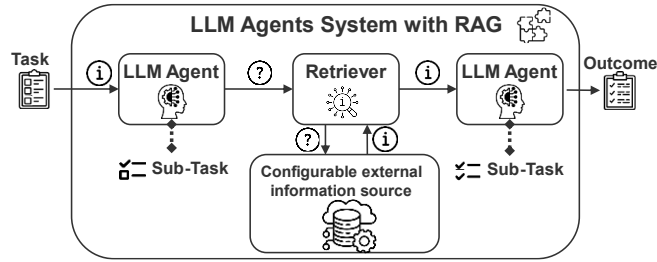 LLM Agents System with RAG
Task
i
LLM Agent
?
Retriever
i
i
LLM Agent
Outcome
?
i
Sub-Task
Configurable external
information source
Sub-Task